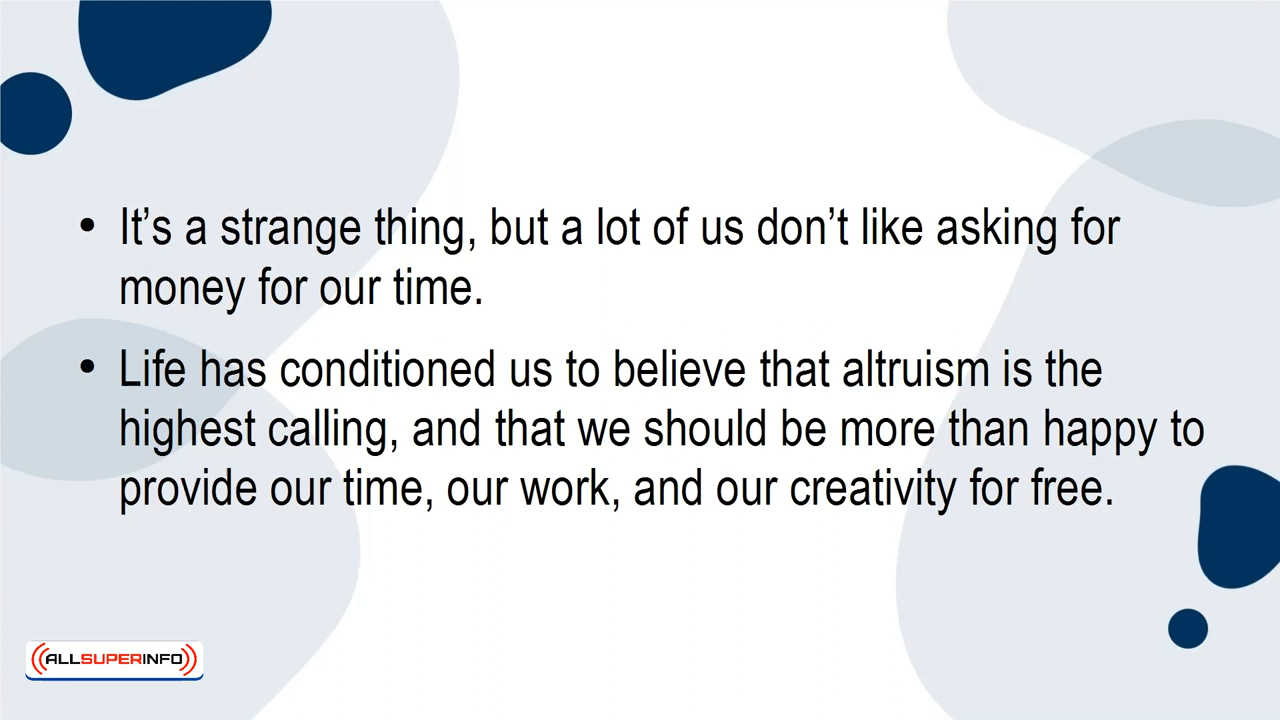 • It’s a strange thing, but a lot of us don’t like asking for
money for our time.
• Life has conditioned us to believe that altruism is the
highest calling, and that we should be more than happy to
provide our time, our work, and our creativity for free.
ALLSUPERINFO